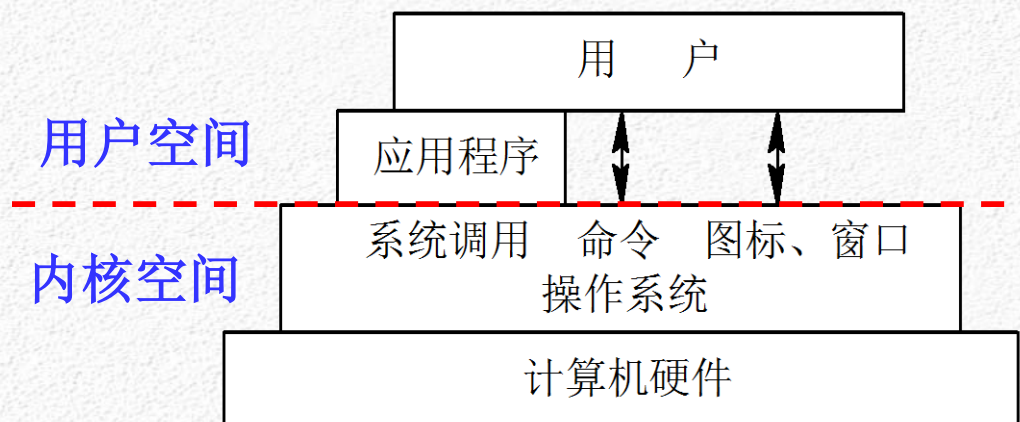 用 户
用户空间
应用程序
系统调用 命令 图标、窗口
内核空间
操作系统
计算机硬件